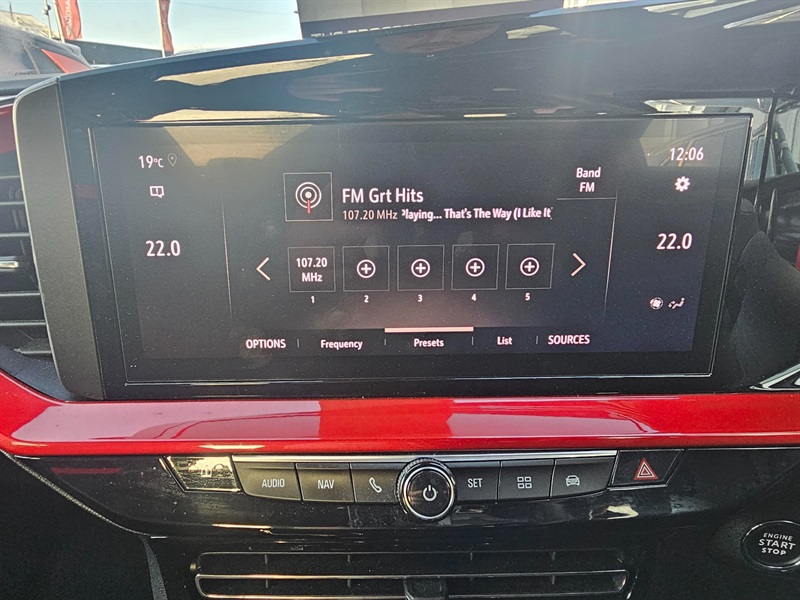 19°C
12:06
22.0
FM Grt Hits
107.20 MHz Playing... That's The Way (I Like It
Band
FM
22.0
107.20
MHz
1 2 3 4 5
OPTIONS Frequency Presets List SOURCES
AUDIO NAV SET
ENGINE
START
STOP